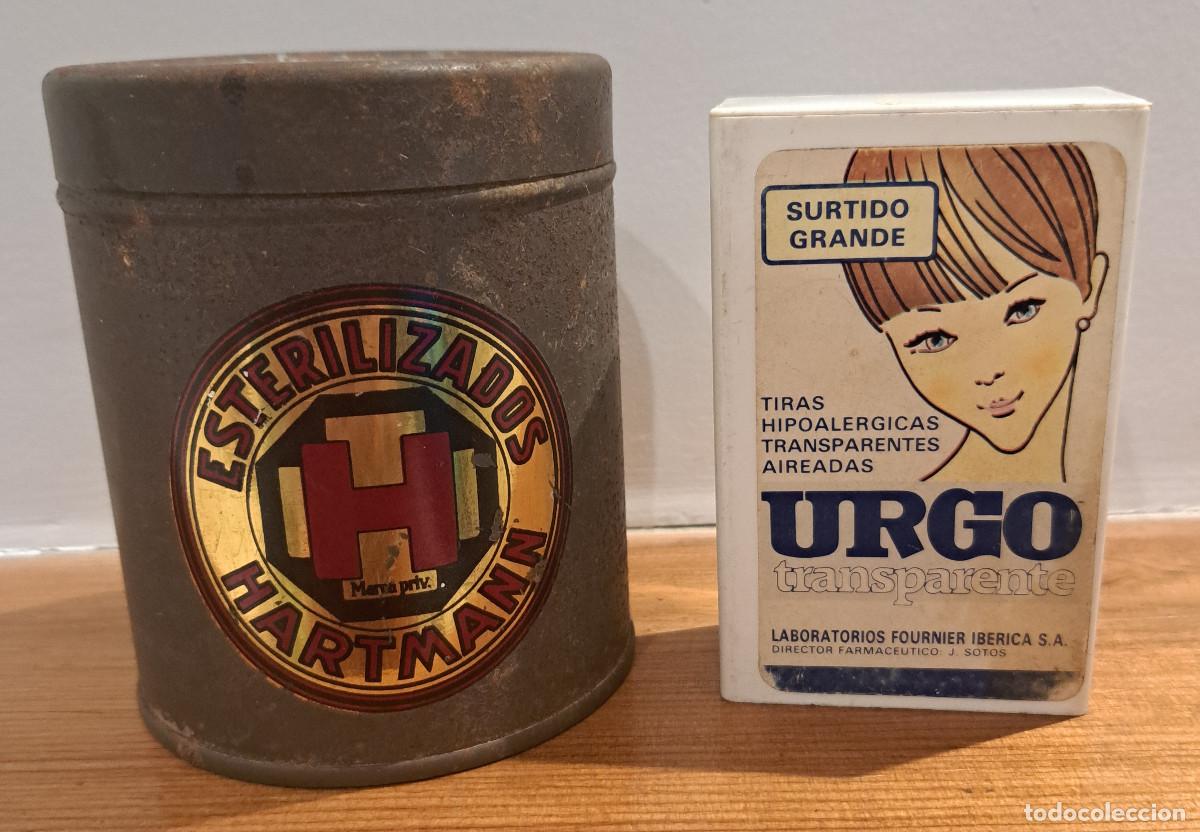 ESTERILIZADOS
H
Marca priv.
HARTMANN
SURTIDO
GRANDE
TIRAS
HIPOALERGICAS
TRANSPARENTES
AIREADAS
URGO
transparente
LABORATORIOS FOURNIER IBERICA S.A.
DIRECTOR FARMACEUTICO: J. SOTOS
todocoleccion